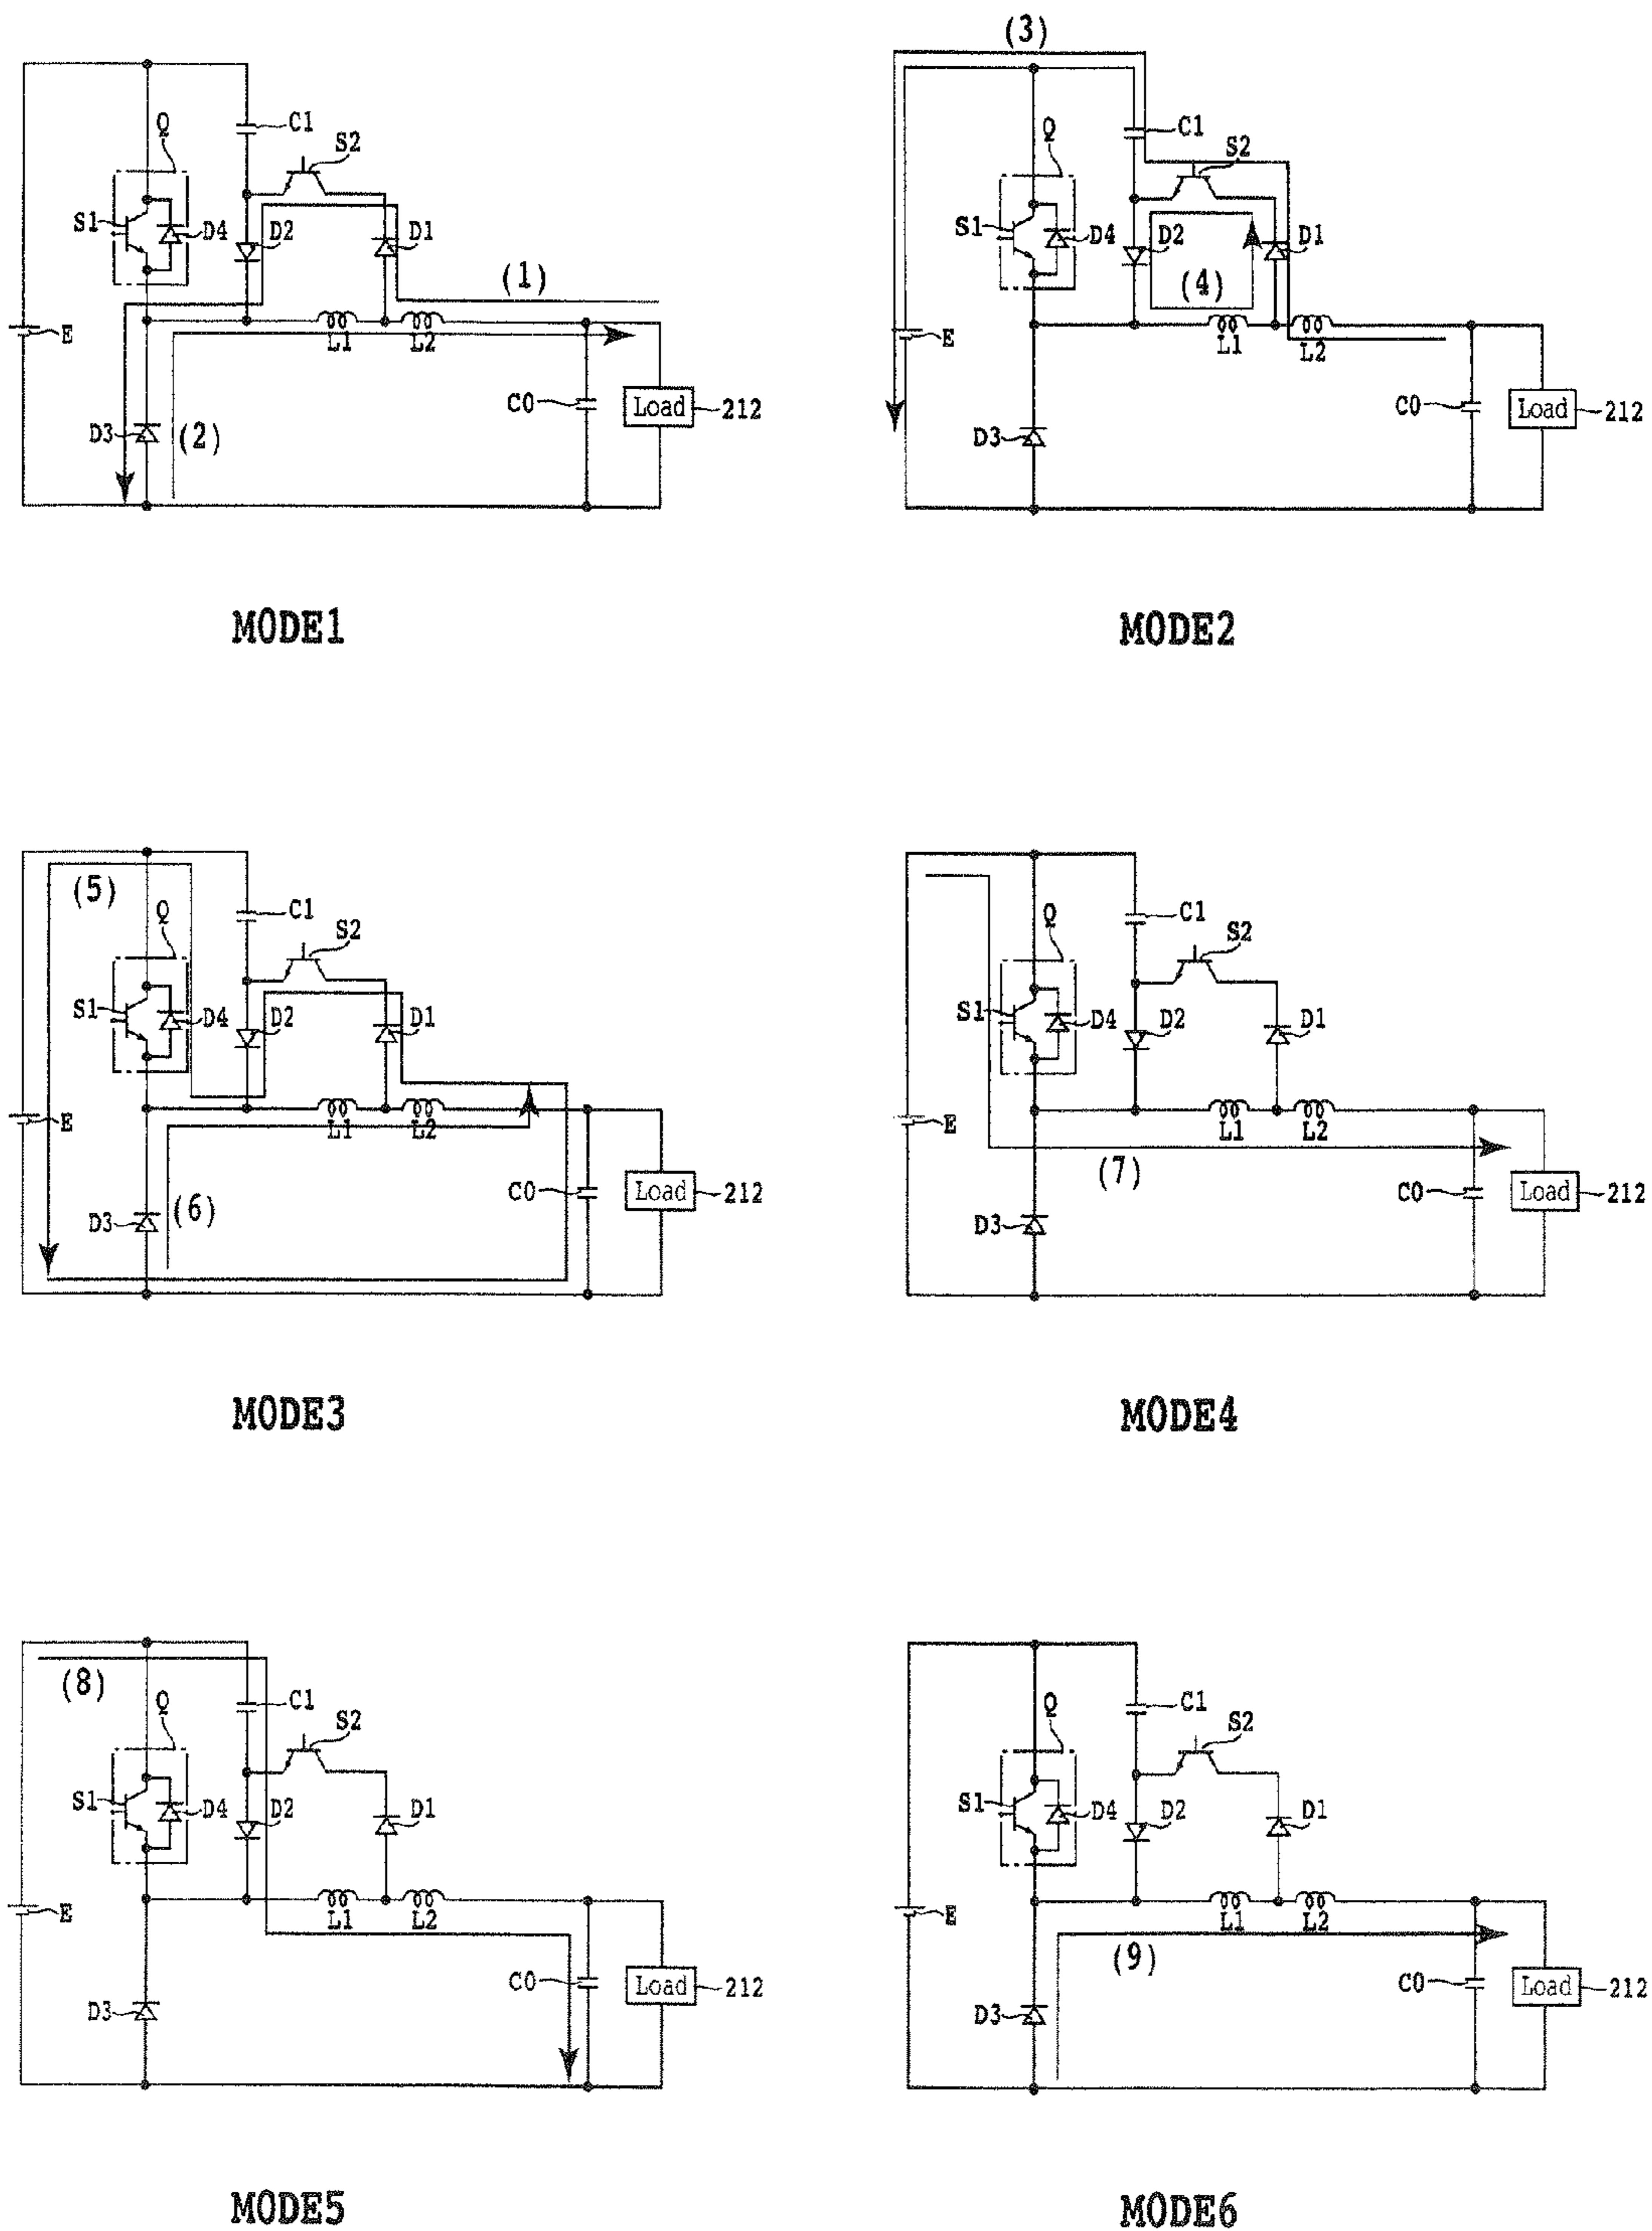 (3)
Q
C1
S2
S1
D4
D2
D1
(1)
E
L1
L2
D3
(2)
C0
Load
212
MODE1
Q
C1
S2
S1
D4
D2
D1
(4)
E
L1
L2
D3
C0
Load
212
MODE2
(5)
Q
C1
S2
S1
D4
D2
D1
E
L1
L2
D3
(6)
C0
Load
212
MODE3
Q
C1
S2
S1
D4
D2
D1
E
L1
L2
(7)
D3
C0
Load
212
MODE4
(8)
Q
C1
S2
S1
D4
D2
D1
E
L1
L2
D3
C0
Load
212
MODE5
Q
C1
S2
S1
D4
D2
D1
E
L1
L2
(9)
D3
C0
Load
212
MODE6